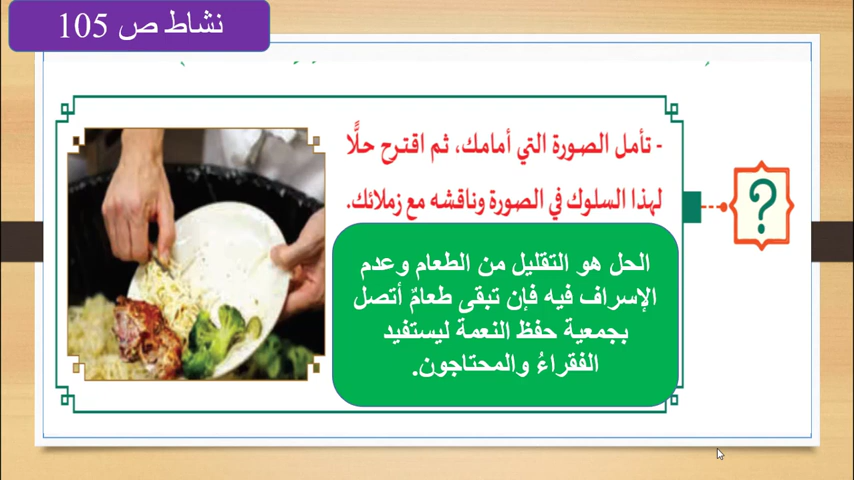 نشاط ص 105
- تأمل الصورة التي أمامك، ثم اقترح حلًّا
لهذا السلوك في الصورة وناقشه مع زملائك.
؟
الحل هو التقليل من الطعام وعدم
الإسراف فيه فإن تبقى طعامٌ أتصل
بجمعية حفظ النعمة ليستفيد
الفقراءُ والمحتاجون.